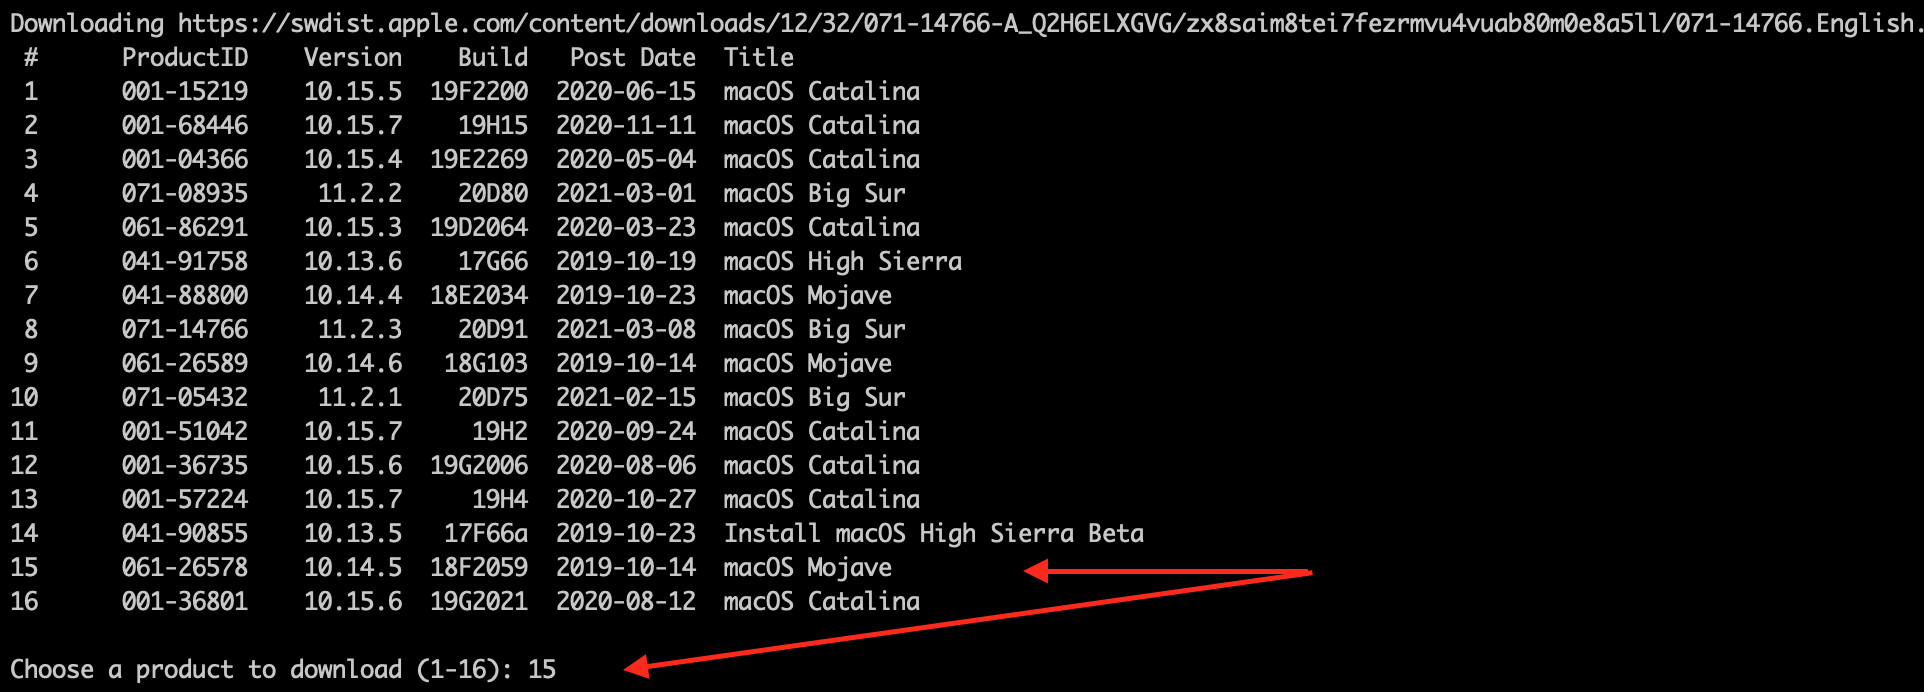 Downloading https://swdist.apple.com/content/downloads/12/32/071-14766-A_Q2H6ELXGVG/zx8saim8tei7fezrmvu4vuab80m0e8a5ll/071-14766.English.
# ProductID Version Build Post Date Title
1 001-15219 10.15.5 19F2200 2020-06-15 macOS Catalina
2 001-68446 10.15.7 19H15 2020-11-11 macOS Catalina
3 001-04366 10.15.4 19E2269 2020-05-04 macOS Catalina
4 071-08935 11.2.2 20D80 2021-03-01 macOS Big Sur
5 061-86291 10.15.3 19D2064 2020-03-23 macOS Catalina
6 041-91758 10.13.6 17G66 2019-10-19 macOS High Sierra
7 041-88800 10.14.4 18E2034 2019-10-23 macOS Mojave
8 071-14766 11.2.3 20D91 2021-03-08 macOS Big Sur
9 061-26589 10.14.6 18G103 2019-10-14 macOS Mojave
10 071-05432 11.2.1 20D75 2021-02-15 macOS Big Sur
11 001-51042 10.15.7 19H2 2020-09-24 macOS Catalina
12 001-36735 10.15.6 19G2006 2020-08-06 macOS Catalina
13 001-57224 10.15.7 19H4 2020-10-27 macOS Catalina
14 041-90855 10.13.5 17F66a 2019-10-23 Install macOS High Sierra Beta
15 061-26578 10.14.5 18F2059 2019-10-14 macOS Mojave
16 001-36801 10.15.6 19G2021 2020-08-12 macOS Catalina
Choose a product to download (1-16): 15